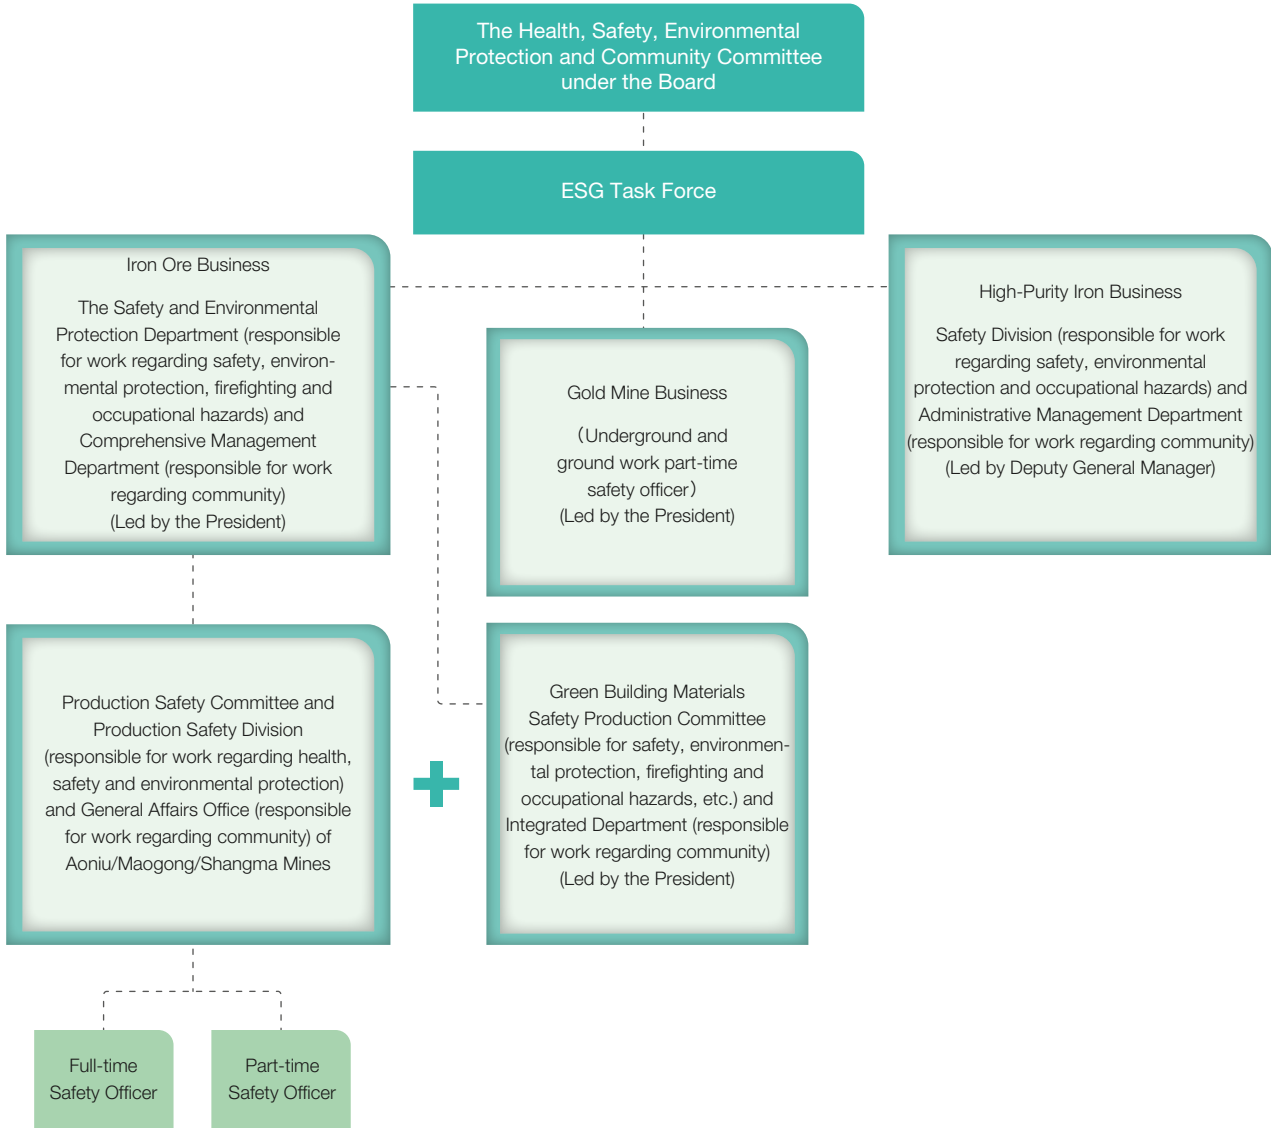 The Health, Safety, Environmental
Protection and Community Committee
under the Board
ESG Task Force
Iron Ore Business
The Safety and Environmental
Protection Department (responsible
for work regarding safety, environ-
mental protection, firefighting and
occupational hazards) and
Comprehensive Management
Department (responsible for work
regarding community)
(Led by the President)
Gold Mine Business
（Underground and
ground work part-time
safety officer）
(Led by the President)
High-Purity Iron Business
Safety Division (responsible for work
regarding safety, environmental
protection and occupational hazards) and
Administrative Management Department
(responsible for work regarding community)
(Led by Deputy General Manager)
Production Safety Committee and
Production Safety Division
(responsible for work regarding health,
safety and environmental protection)
and General Affairs Office (responsible
for work regarding community) of
Aoniu/Maogong/Shangma Mines
Green Building Materials
Safety Production Committee
(responsible for safety, environmen-
tal protection, firefighting and
occupational hazards, etc.) and
Integrated Department (responsible
for work regarding community)
(Led by the President)
Full-time
Safety Officer
Part-time
Safety Officer